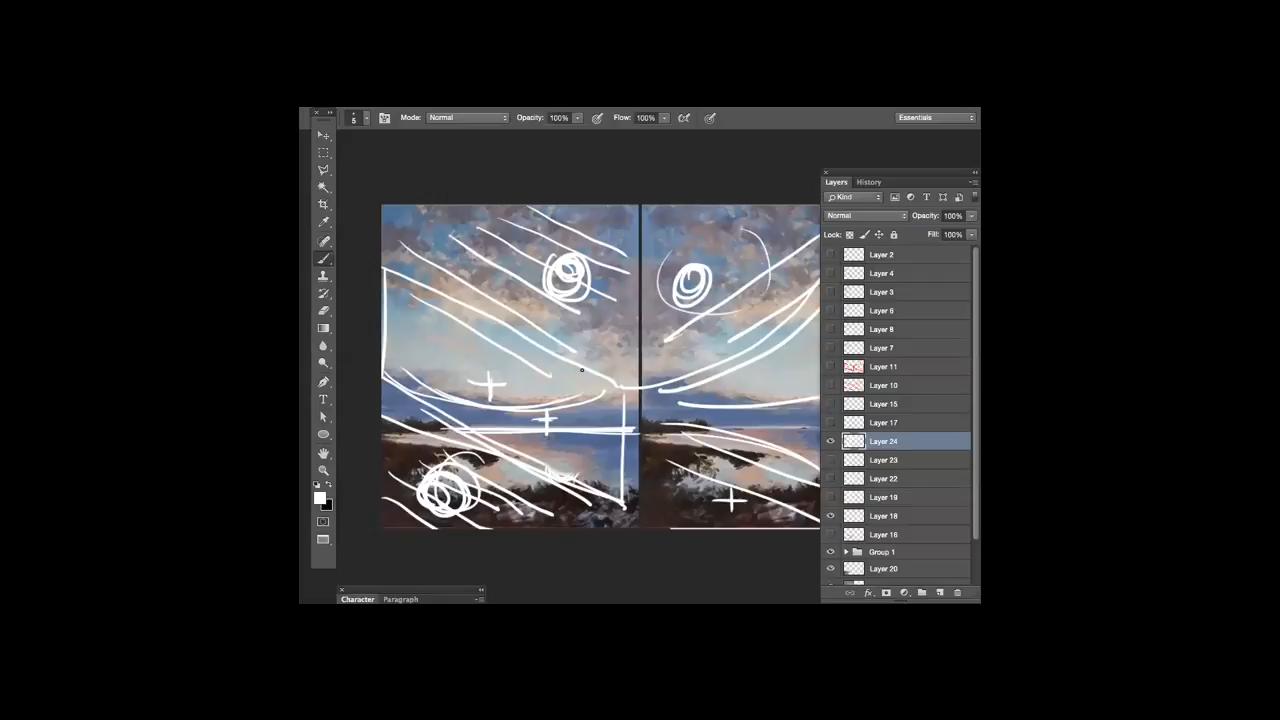 5 Mode: Normal Opacity: 100% Flow: 100% Essentials
Layers History
Kind
Normal Opacity: 100%
Lock: Fill: 100%
Layer 2
Layer 4
Layer 3
Layer 6
Layer 8
Layer 7
Layer 11
Layer 10
Layer 15
Layer 17
Layer 24
Layer 23
Layer 22
Layer 19
Layer 18
Layer 16
Group 1
Layer 20
fx
Character Paragraph